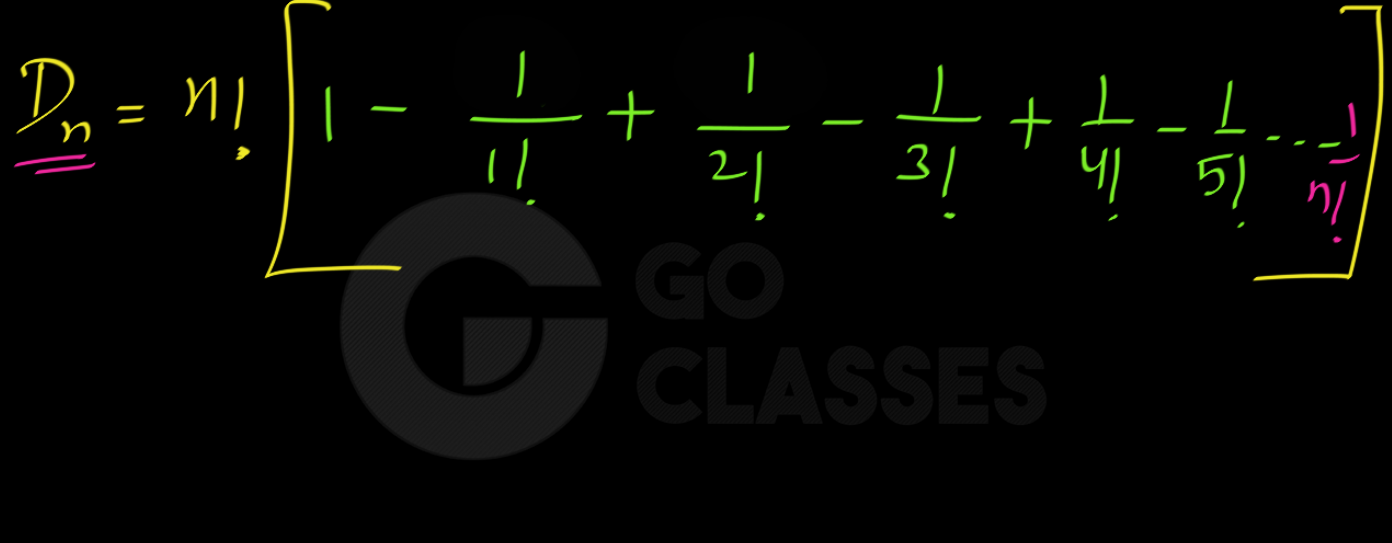 Dn = n! [ 1 - 1/1! + 1/2! - 1/3! + 1/4! - 1/5! ... 1/n! ]
GO
CLASSES